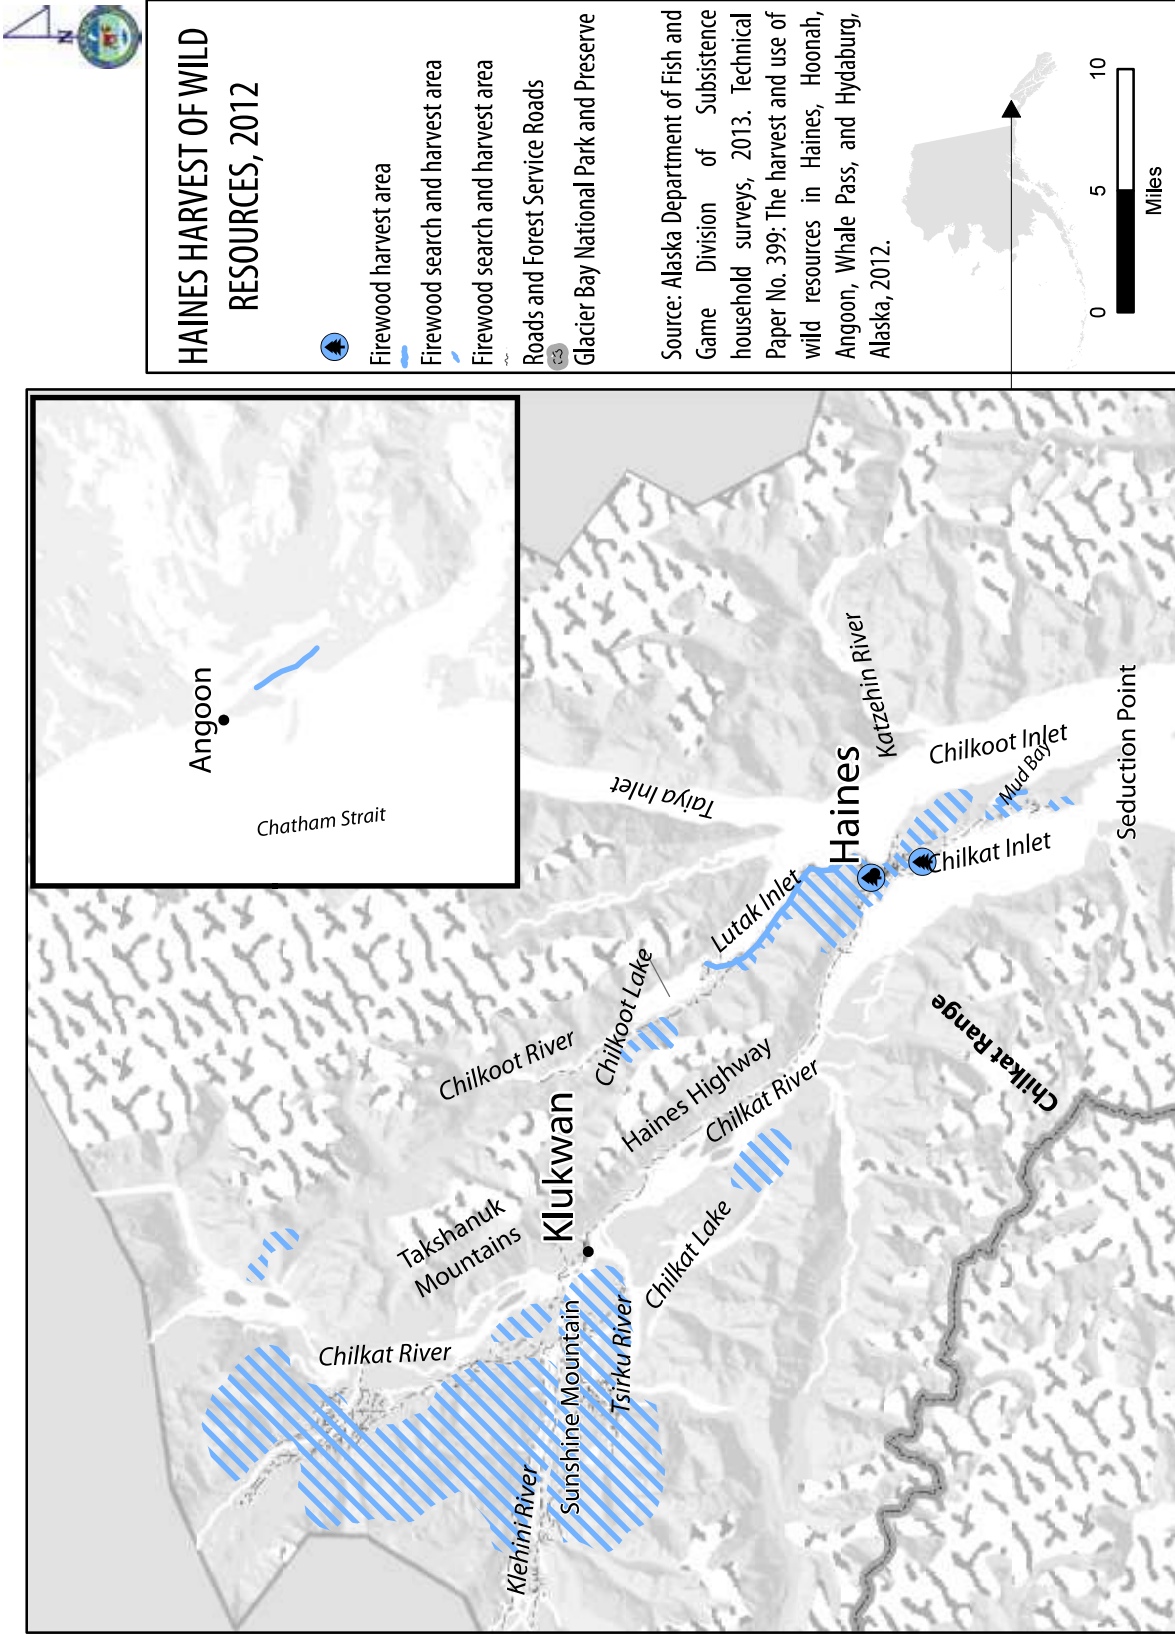 HAINES HARVEST OF WILD
RESOURCES, 2012
Firewood harvest area
Firewood search and harvest area
Firewood search and harvest area
Roads and Forest Service Roads
Glacier Bay National Park and Preserve
Source: Alaska Department of Fish and
Game Division of Subsistence
household surveys, 2013. Technical
Paper No. 399: The harvest and use of
wild resources in Haines, Hoonah,
Angoon, Whale Pass, and Hydaburg,
Alaska, 2012.
0 5 10
Miles
N
Angoon
Chatham Strait
Taiya Inlet
Haines
Katzehin River
Chilkoot Inlet
Mud Bay
Seduction Point
Chilkat Inlet
Lutak Inlet
Chilkoot Lake
Chilkoot River
Haines Highway
Chilkat River
Chilkat Range
Klukwan
Takshanuk
Mountains
Chilkat Lake
Chilkat River
Sunshine Mountain
Tsirku River
Klehini River